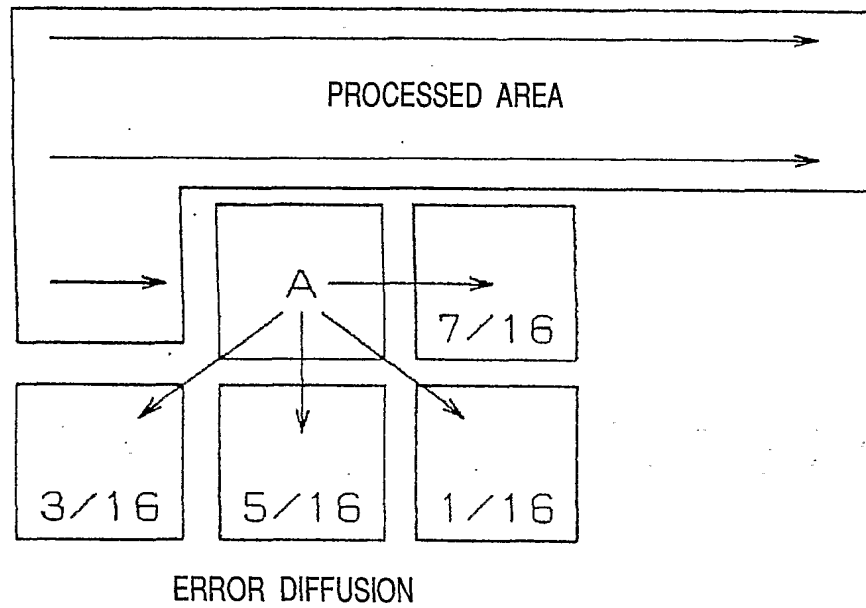 PROCESSED AREA
A
7/16
3/16 5/16 1/16
ERROR DIFFUSION